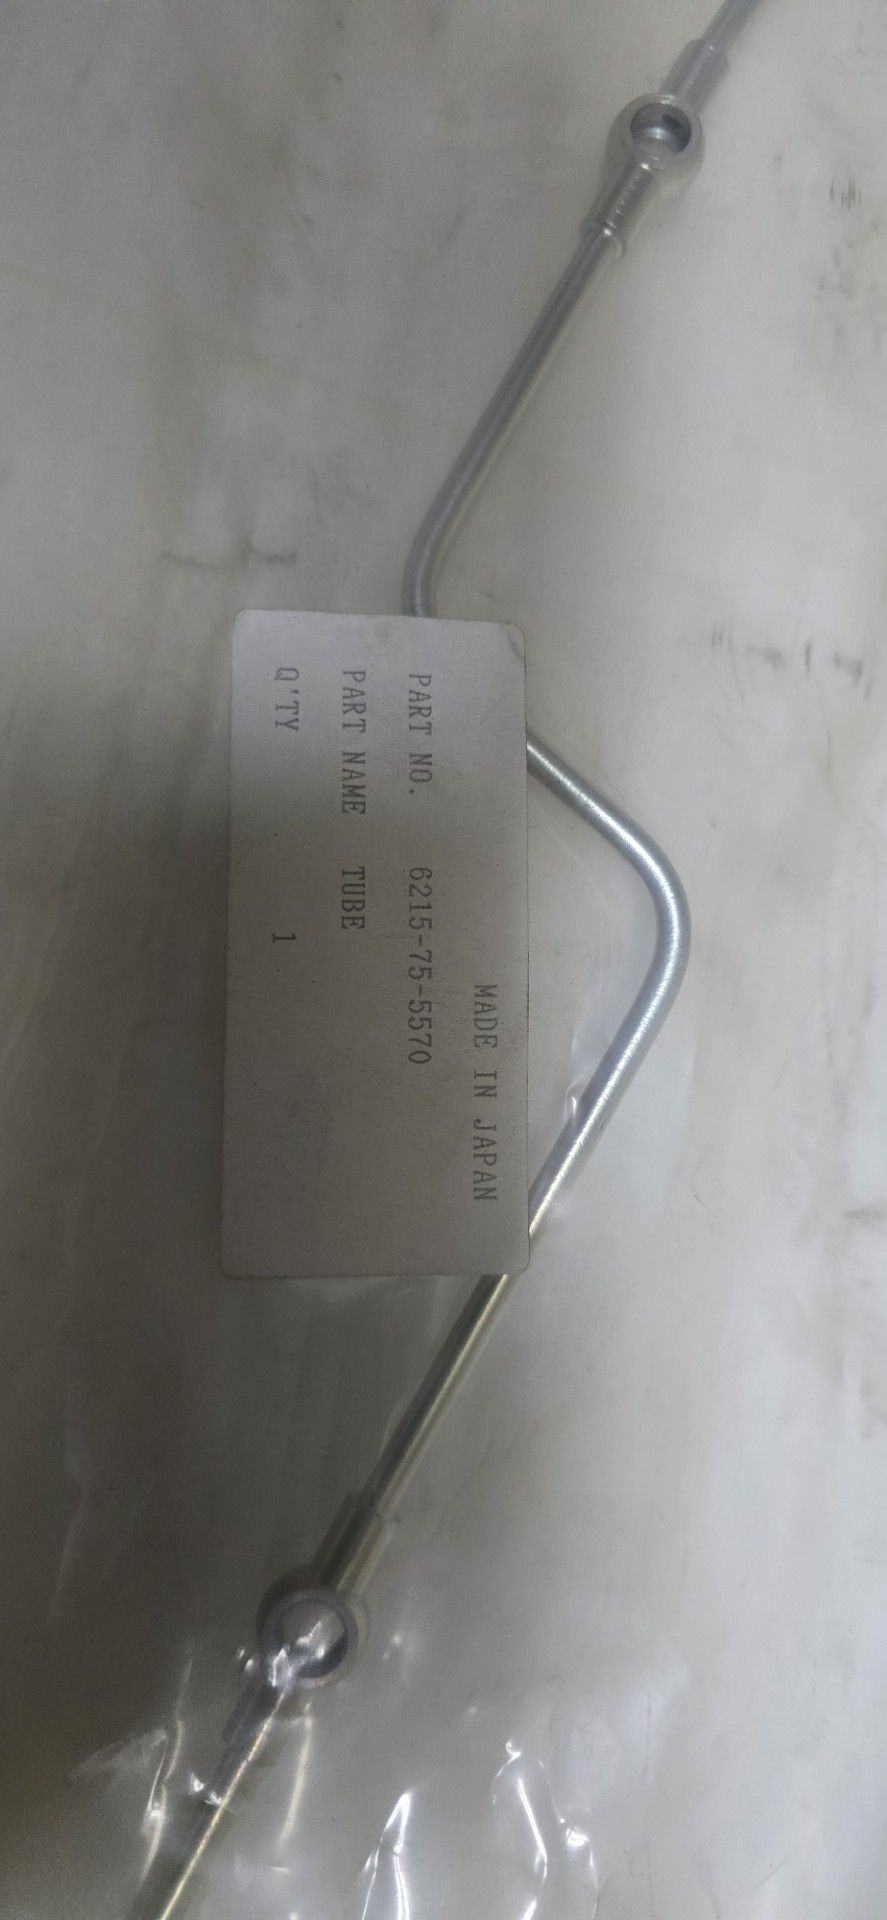 MADE IN JAPAN
PART NO. 6215-75-5570
PART NAME TUBE
Q'TY 1